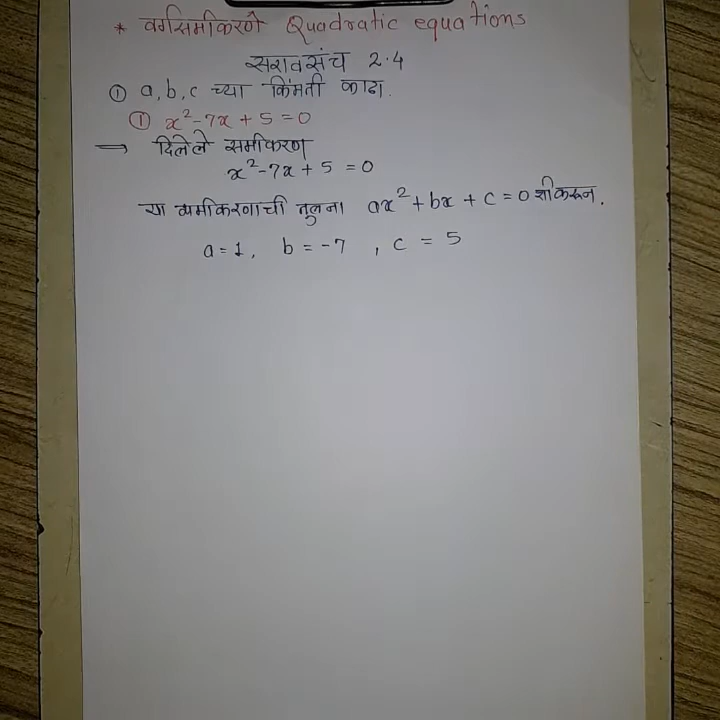 * वर्गसमीकरणे Quadratic equations
सरावसंच 2.4
① a, b, c च्या किंमती काढा.
① x² - 7x + 5 = 0
→ दिलेले समीकरण
x² - 7x + 5 = 0
या समीकरणाची तुलना ax² + bx + c = 0 शी करून.
a = 1, b = -7, c = 5